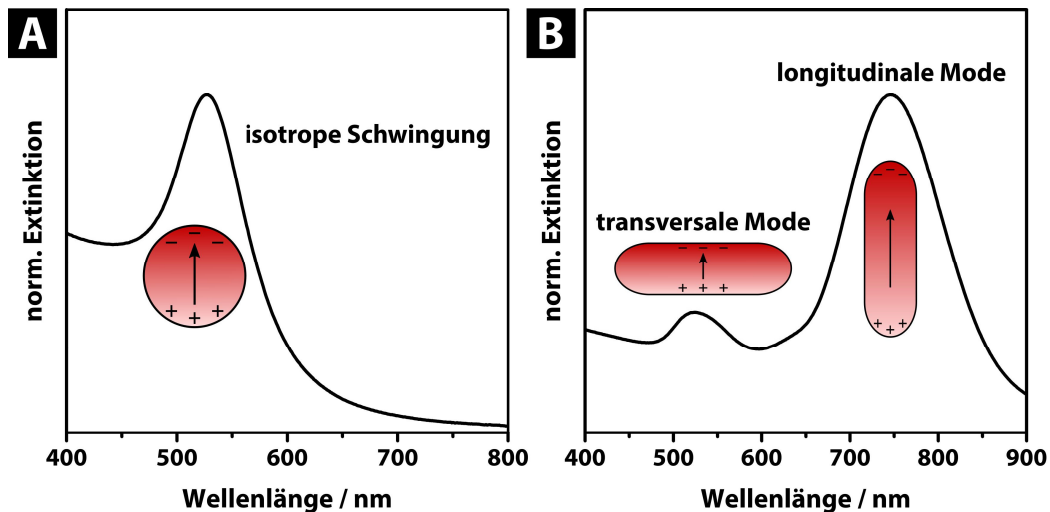 A
isotrope Schwingung
norm. Extinktion
−
− −
+ +
+
400 500 600 700 800
Wellenlänge / nm
B
longitudinale Mode
transversale Mode
norm. Extinktion
− − −
+ + +
−
− −
+ +
+
400 500 600 700 800 900
Wellenlänge / nm